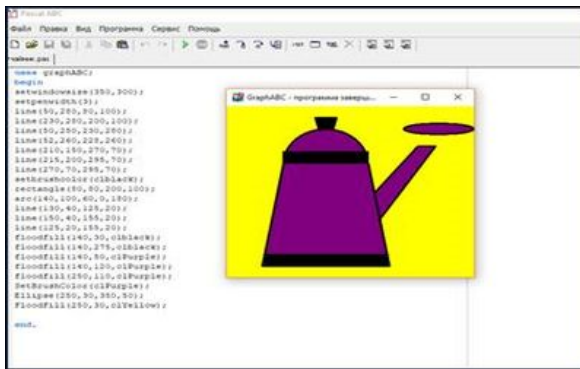 Pascal ABC
Файл Правка Вид Программа Сервис Помощь
чайник.pas
uses graphABC;
begin
setwindowsize(350,300);
setpenwidth(3);
line(50,280,80,100);
line(230,280,200,100);
line(50,280,230,280);
line(52,260,228,260);
line(210,150,270,70);
line(215,200,295,70);
line(270,70,295,70);
setbrushcolor(clblack);
rectangle(80,80,200,100);
arc(140,100,60,0,180);
line(130,40,125,20);
line(150,40,155,20);
line(125,20,155,20);
floodfill(140,30,clblack);
floodfill(140,275,clblack);
floodfill(140,50,clPurple);
floodfill(140,120,clPurple);
floodfill(250,110,clPurple);
SetBrushColor(clPurple);
Ellipse(250,30,350,50);
FloodFill(250,30,clYellow);
end.
GraphABC - программа заверш...